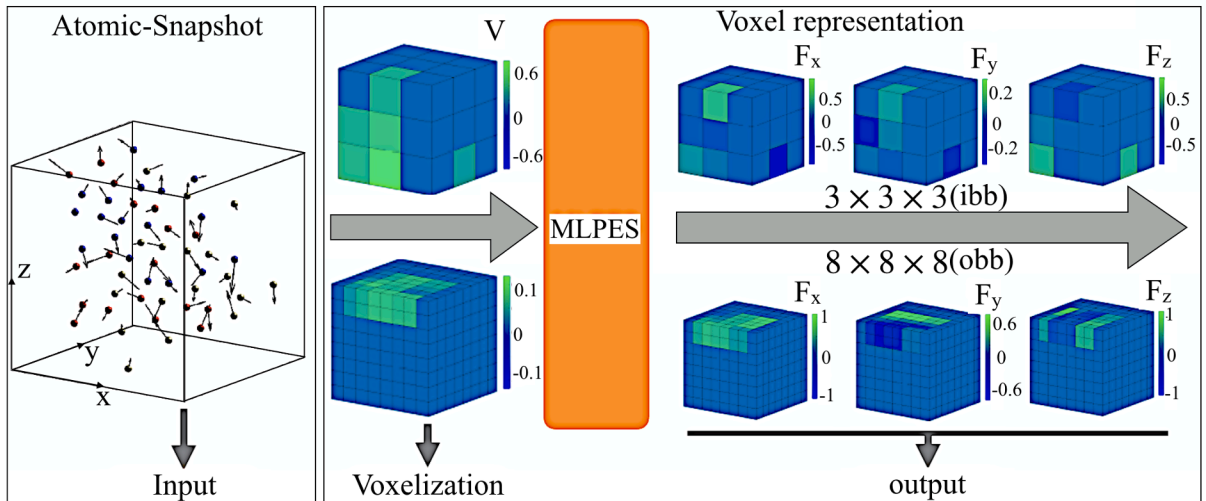 Atomic-Snapshot
z
y
x
Input
V
0.6
0
-0.6
0.1
0
-0.1
Voxelization
MLPES
Voxel representation
Fx
0.5
-0.5
Fy
0.2
0
-0.2
Fz
0.5
0
-0.5
3 × 3 × 3(ibb)
8 × 8 × 8(obb)
Fx
1
0
-1
Fy
0.6
0
-0.6
Fz
1
0
-1
output